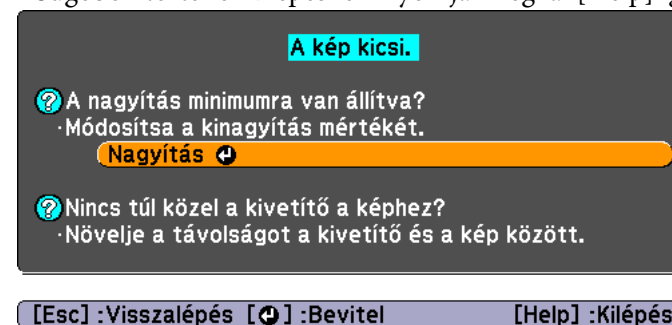 A kép kicsi.
A nagyítás minimumra van állítva?
·Módosítsa a kinagyítás mértékét.
Nagyítás
Nincs túl közel a kivetítő a képhez?
·Növelje a távolságot a kivetítő és a kép között.
[Esc] :Visszalépés [⏎] :Bevitel [Help] :Kilépés